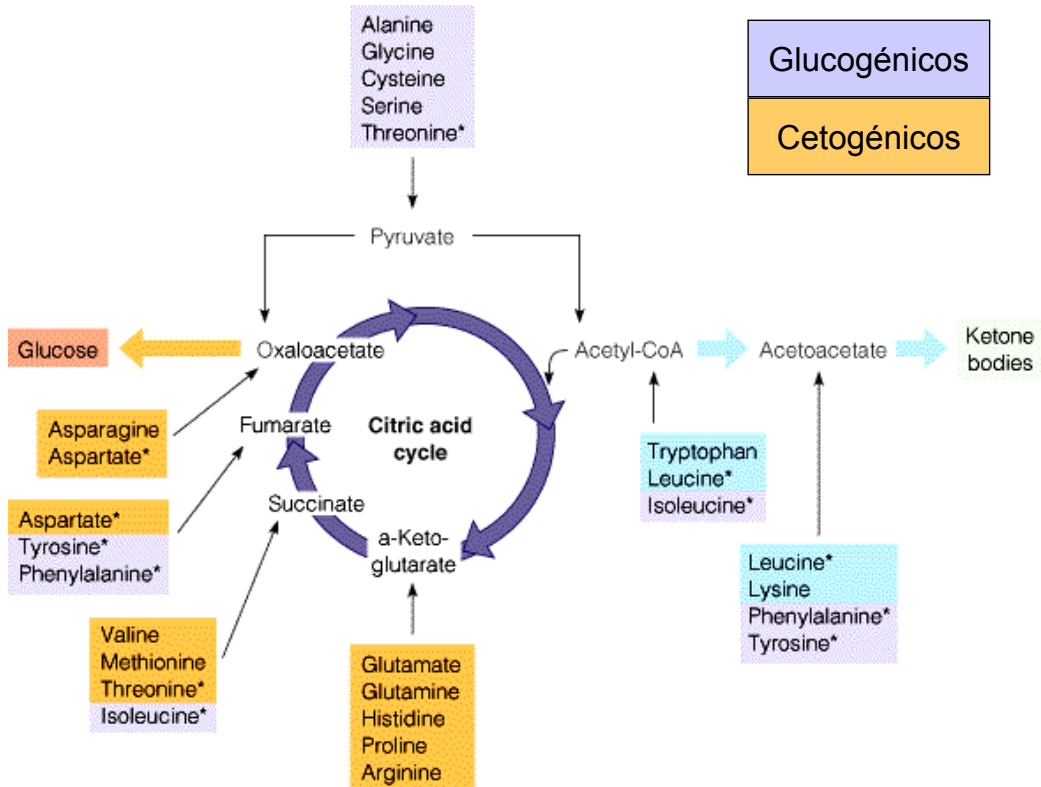 Alanine
Glycine
Cysteine
Serine
Threonine*
Glucogénicos
Cetogénicos
Pyruvate
Glucose
Oxaloacetate
Acetyl-CoA
Acetoacetate
Ketone
bodies
Asparagine
Aspartate*
Fumarate
Citric acid
cycle
Tryptophan
Leucine*
Isoleucine*
Succinate
Aspartate*
Tyrosine*
Phenylalanine*
a-Keto-
glutarate
Leucine*
Lysine
Phenylalanine*
Tyrosine*
Valine
Methionine
Threonine*
Isoleucine*
Glutamate
Glutamine
Histidine
Proline
Arginine